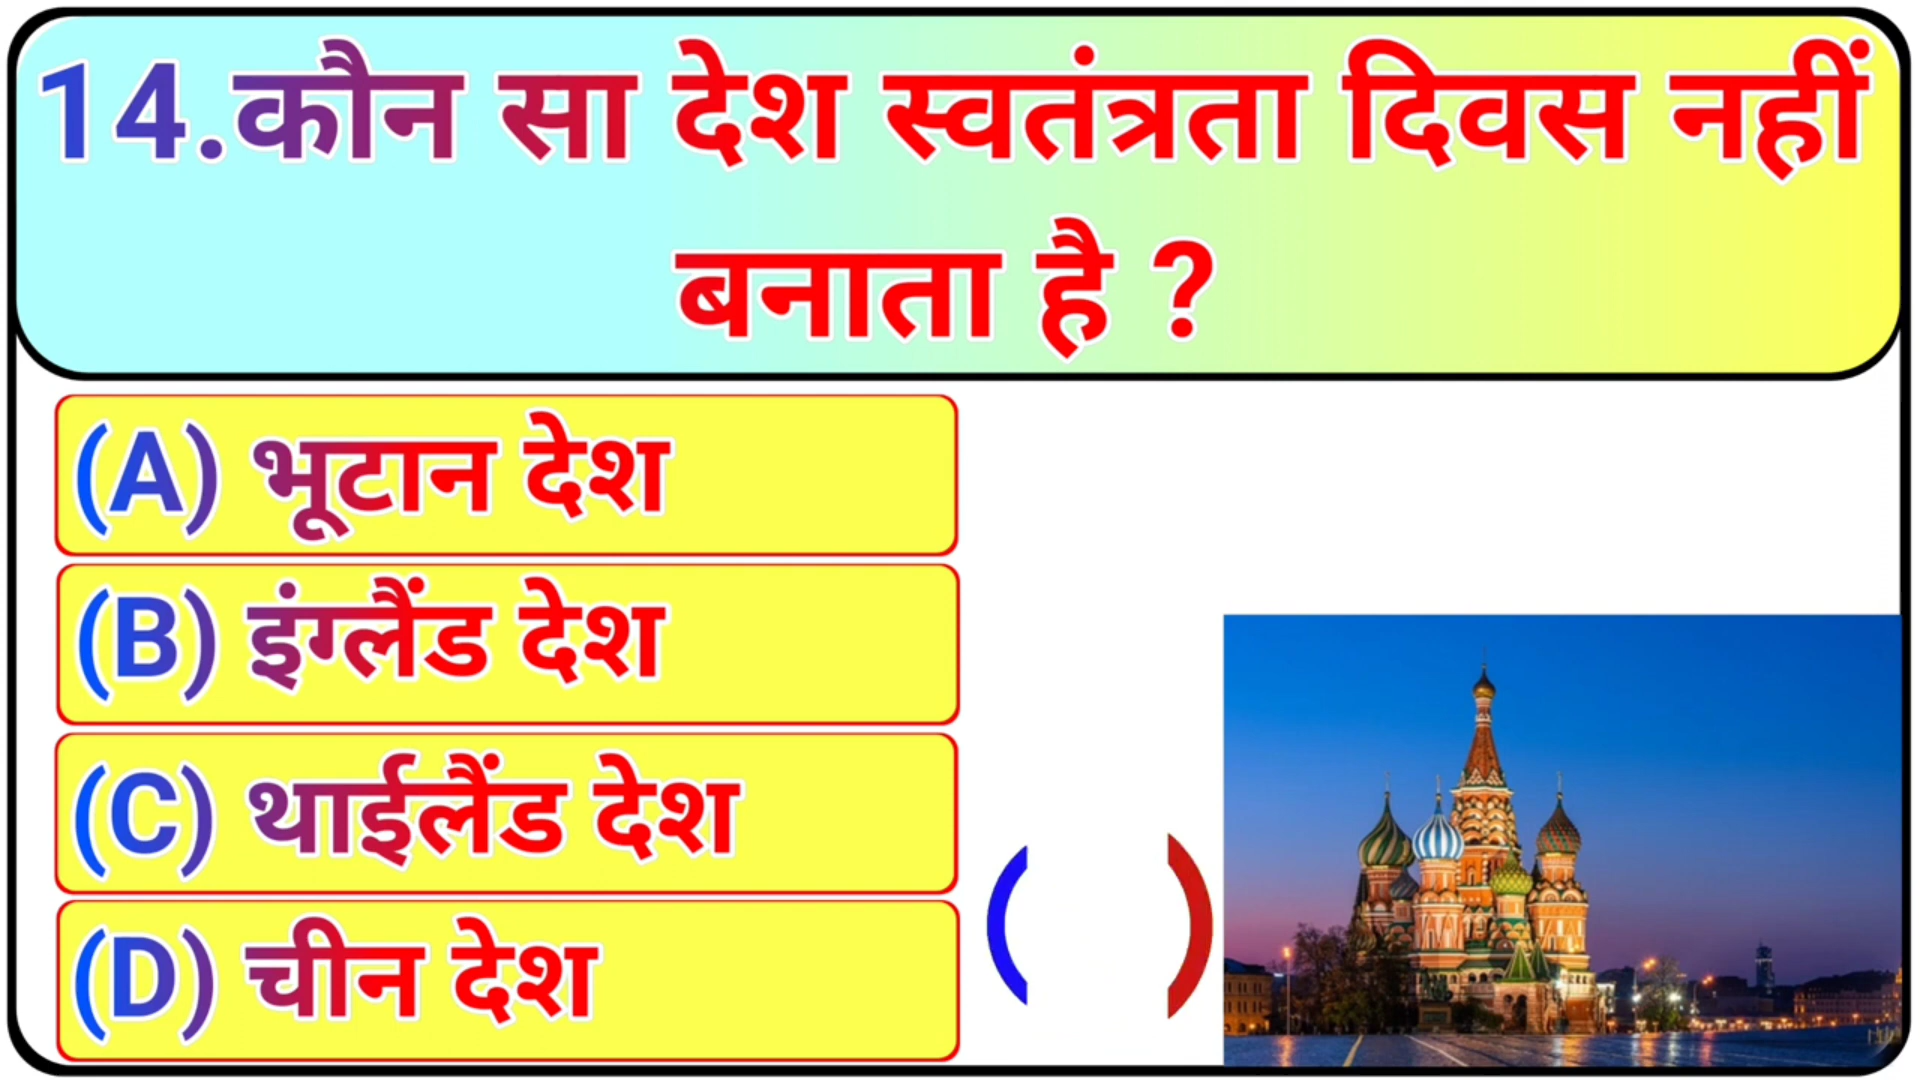 14.कौन सा देश स्वतंत्रता दिवस नहीं
बनाता है ?
(A) भूटान देश
(B) इंग्लैंड देश
(C) थाईलैंड देश
(D) चीन देश
( )